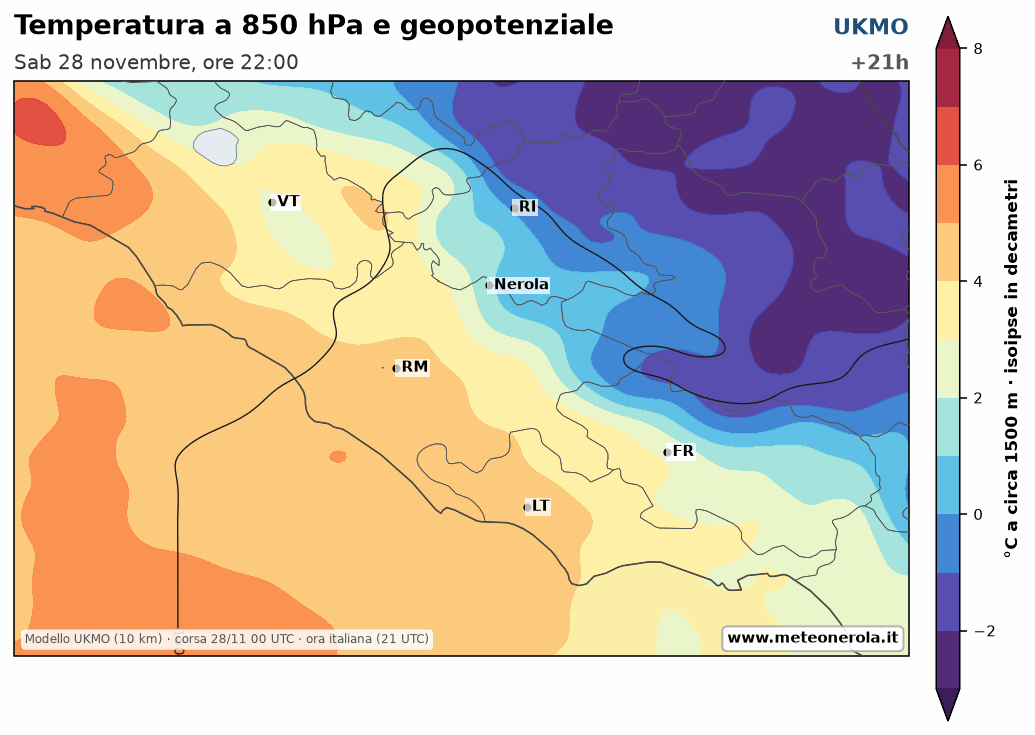 Temperatura a 850 hPa e geopotenziale
UKMO
Sab 28 novembre, ore 22:00
+21h
VT
RI
Nerola
RM
FR
LT
Modello UKMO (10 km) · corsa 28/11 00 UTC · ora italiana (21 UTC)
www.meteonerola.it
8
6
4
2
0
−2
°C a circa 1500 m · isoipse in decametri